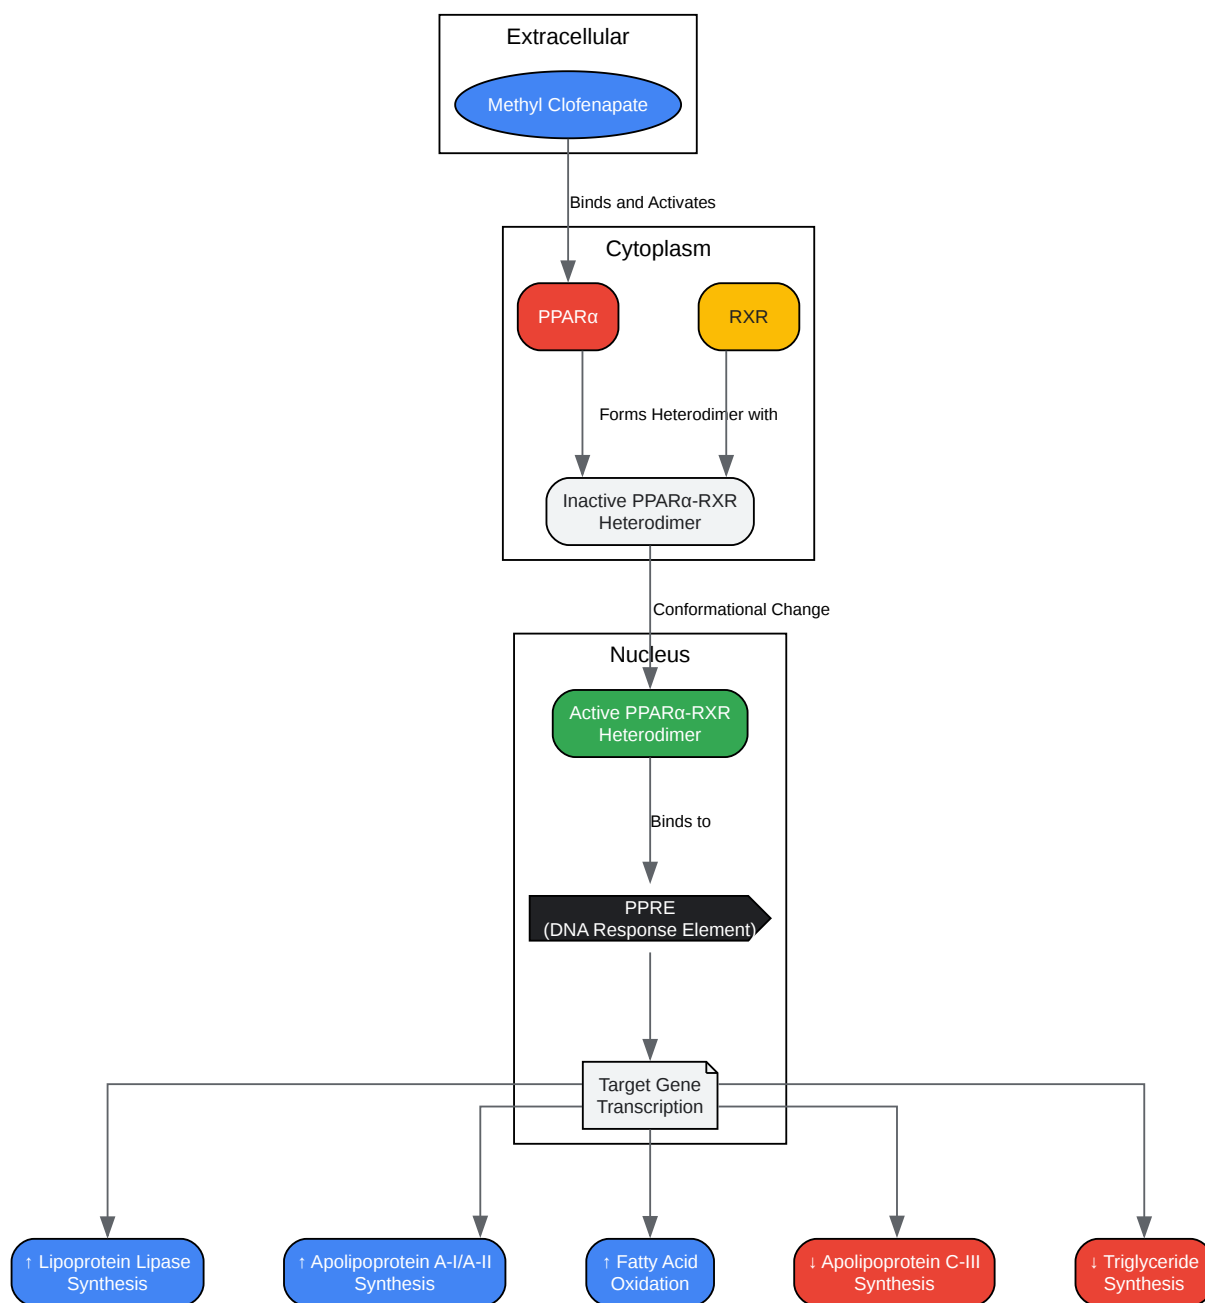 Extracellular
Methyl Clofenapate
Binds and Activates
Cytoplasm
PPARα
RXR
Forms Heterodimer with
Inactive PPARα-RXR
Heterodimer
Conformational Change
Nucleus
Active PPARα-RXR
Heterodimer
Binds to
PPRE
(DNA Response Element)
Target Gene
Transcription
↑ Lipoprotein Lipase
Synthesis
↑ Apolipoprotein A-I/A-II
Synthesis
↑ Fatty Acid
Oxidation
↓ Apolipoprotein C-III
Synthesis
↓ Triglyceride
Synthesis